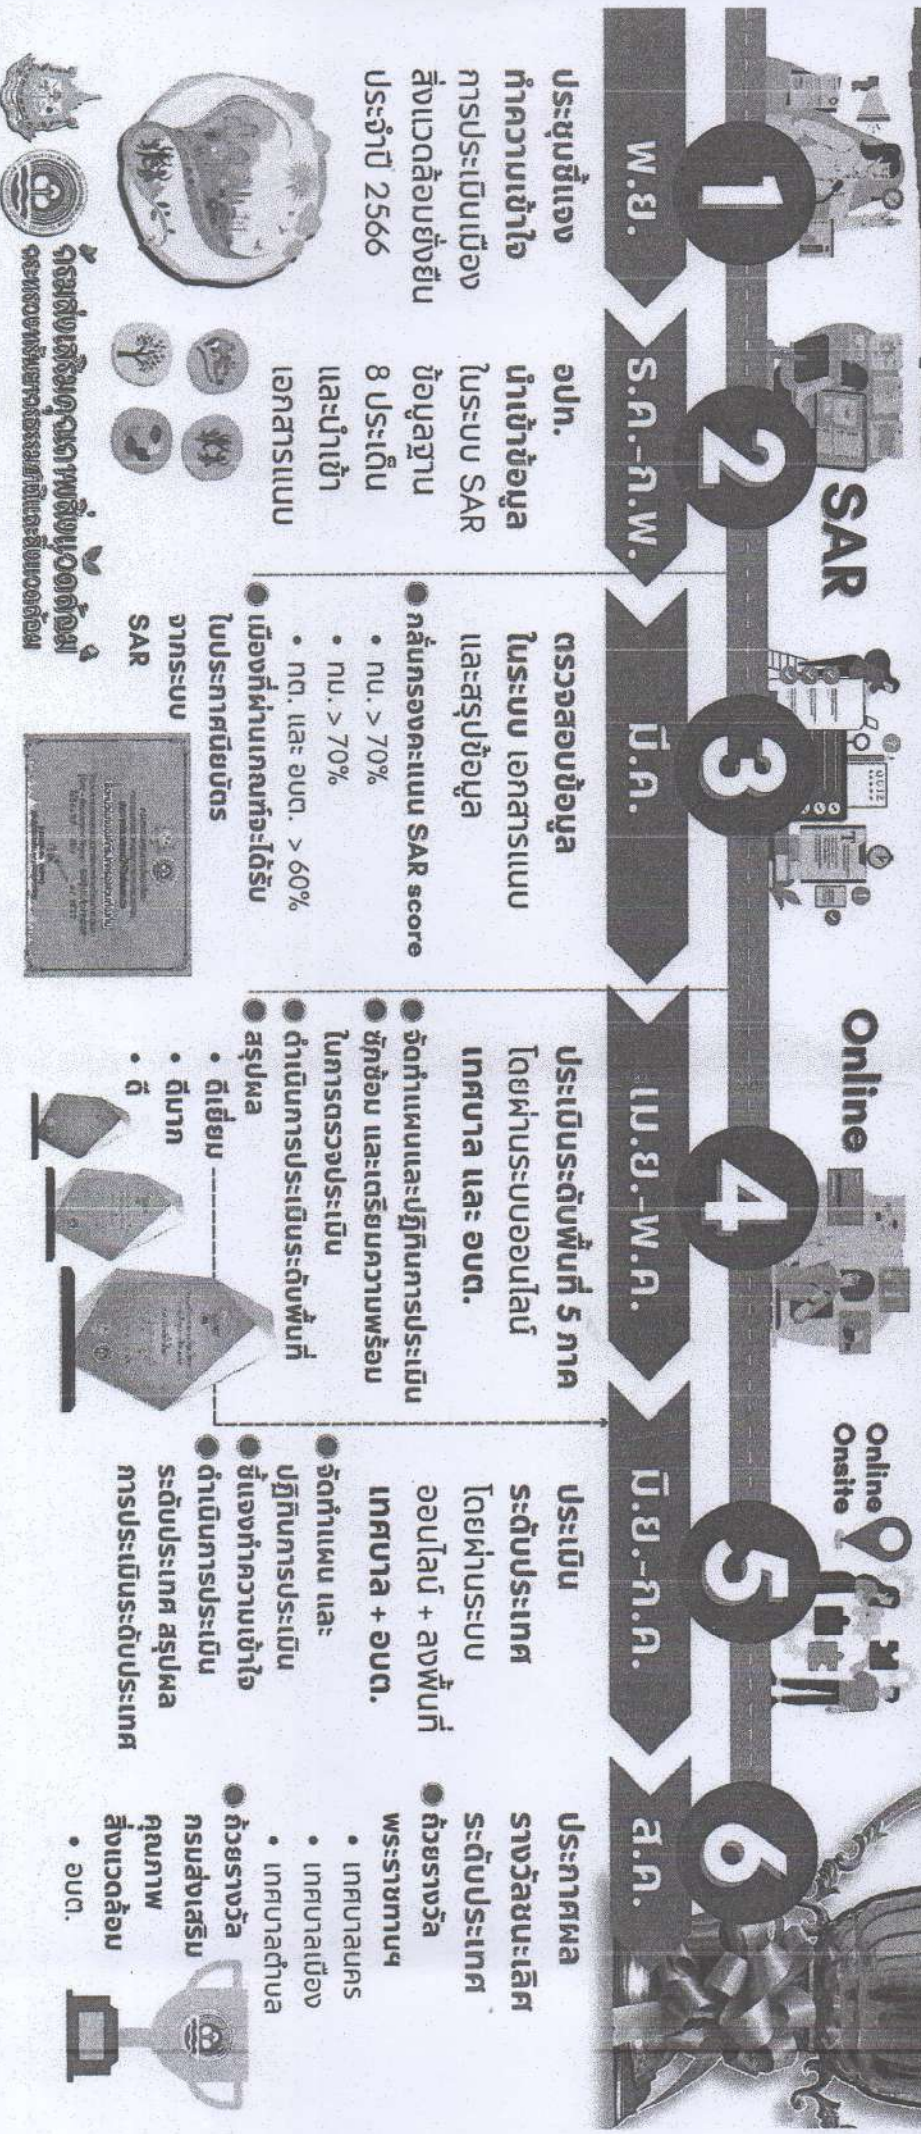 1
พ.ย.
ประชุมชี้แจง
ทำความเข้าใจ
การประเมินเมือง
สิ่งแวดล้อมยั่งยืน
ประจำปี 2566
SAR
2
ธ.ค.-ก.พ.
อปท.
นำเข้าข้อมูล
ในระบบ SAR
ข้อมูลฐาน
8 ประเด็น
และนำเข้า
เอกสารแนบ
QUIZ
3
มี.ค.
ตรวจสอบข้อมูล
ในระบบ เอกสารแนบ
และสรุปข้อมูล
กลั่นกรองคะแนน SAR score
• ทน. > 70%
• ทม. > 70%
• ทต. และ อบต. > 60%
เมืองที่ผ่านเกณฑ์จะได้รับ
ใบประกาศนียบัตร
จากระบบ
SAR
Online
4
เม.ย.-พ.ค.
ประเมินระดับพื้นที่ 5 ภาค
โดยผ่านระบบออนไลน์
เทศบาล และ อบต.
จัดทำแผนและปฏิทินการประเมิน
ซักซ้อม และเตรียมความพร้อม
ในการตรวจประเมิน
ดำเนินการประเมินระดับพื้นที่
สรุปผล
• ดีเยี่ยม
• ดีมาก
• ดี
Online
Onsite
5
มิ.ย.-ก.ค.
ประเมิน
ระดับประเทศ
โดยผ่านระบบ
ออนไลน์ + ลงพื้นที่
เทศบาล + อบต.
จัดทำแผน และ
ปฏิทินการประเมิน
ชี้แจงทำความเข้าใจ
ดำเนินการประเมิน
ระดับประเทศ สรุปผล
การประเมินระดับประเทศ
6
ส.ค.
ประกาศผล
รางวัลชนะเลิศ
ระดับประเทศ
ถ้วยรางวัล
พระราชทานฯ
• เทศบาลนคร
• เทศบาลเมือง
• เทศบาลตำบล
ถ้วยรางวัล
กรมส่งเสริม
คุณภาพ
สิ่งแวดล้อม
• อบต.
กรมส่งเสริมคุณภาพสิ่งแวดล้อม
กระทรวงทรัพยากรธรรมชาติและสิ่งแวดล้อม